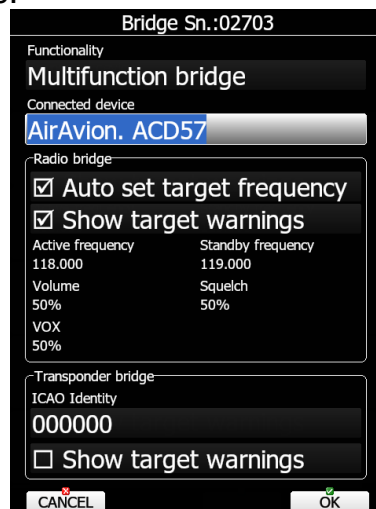 Bridge Sn.:02703
Functionality
Multifunction bridge
Connected device
AirAvion. ACD57
Radio bridge
Auto set target frequency
Show target warnings
Active frequency Standby frequency
118.000 119.000
Volume Squelch
50% 50%
VOX
50%
Transponder bridge
ICAO Identity
000000
Show target warnings
CANCEL OK